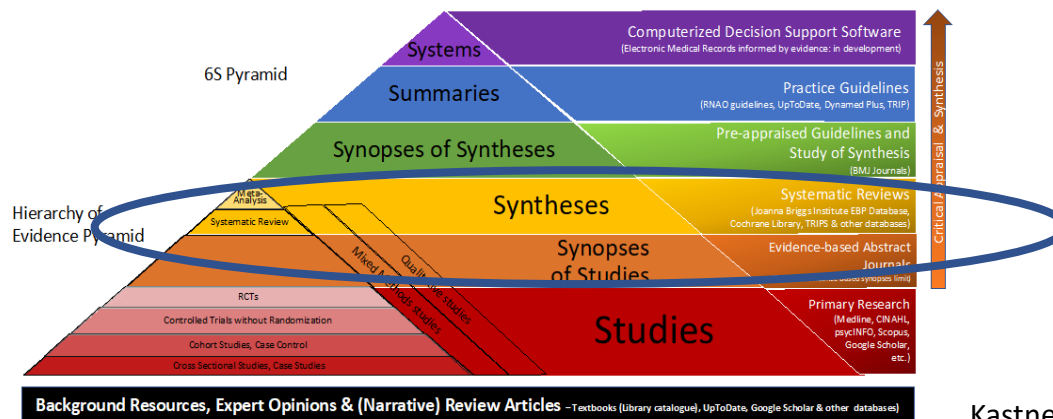 6S Pyramid
Systems
Computerized Decision Support Software
(Electronic Medical Records informed by evidence: in development)
Summaries
Practice Guidelines
(RNAO guidelines, UpToDate, Dynamed Plus, TRIP)
Synopses of Syntheses
Pre-appraised Guidelines and
Study of Synthesis
(BMJ Journals)
Critical Appraisal & Synthesis
Hierarchy of
Evidence Pyramid
Meta-
Analysis
Systematic Review
Syntheses
Systematic Reviews
(Joanna Briggs Institute EBP Database,
Cochrane Library, TRIPS & other databases)
Mixed Methods studies
Qualitative studies
Synopses
of Studies
Evidence-based Abstract
Journals
synopses limit)
RCTs
Controlled Trials without Randomization
Cohort Studies, Case Control
Cross Sectional Studies, Case Studies
Studies
Primary Research
(Medline, CINAHL,
psycINFO, Scopus,
Google Scholar,
etc.)
Background Resources, Expert Opinions & (Narrative) Review Articles – Textbooks (Library catalogue), UpToDate, Google Scholar & other databases)